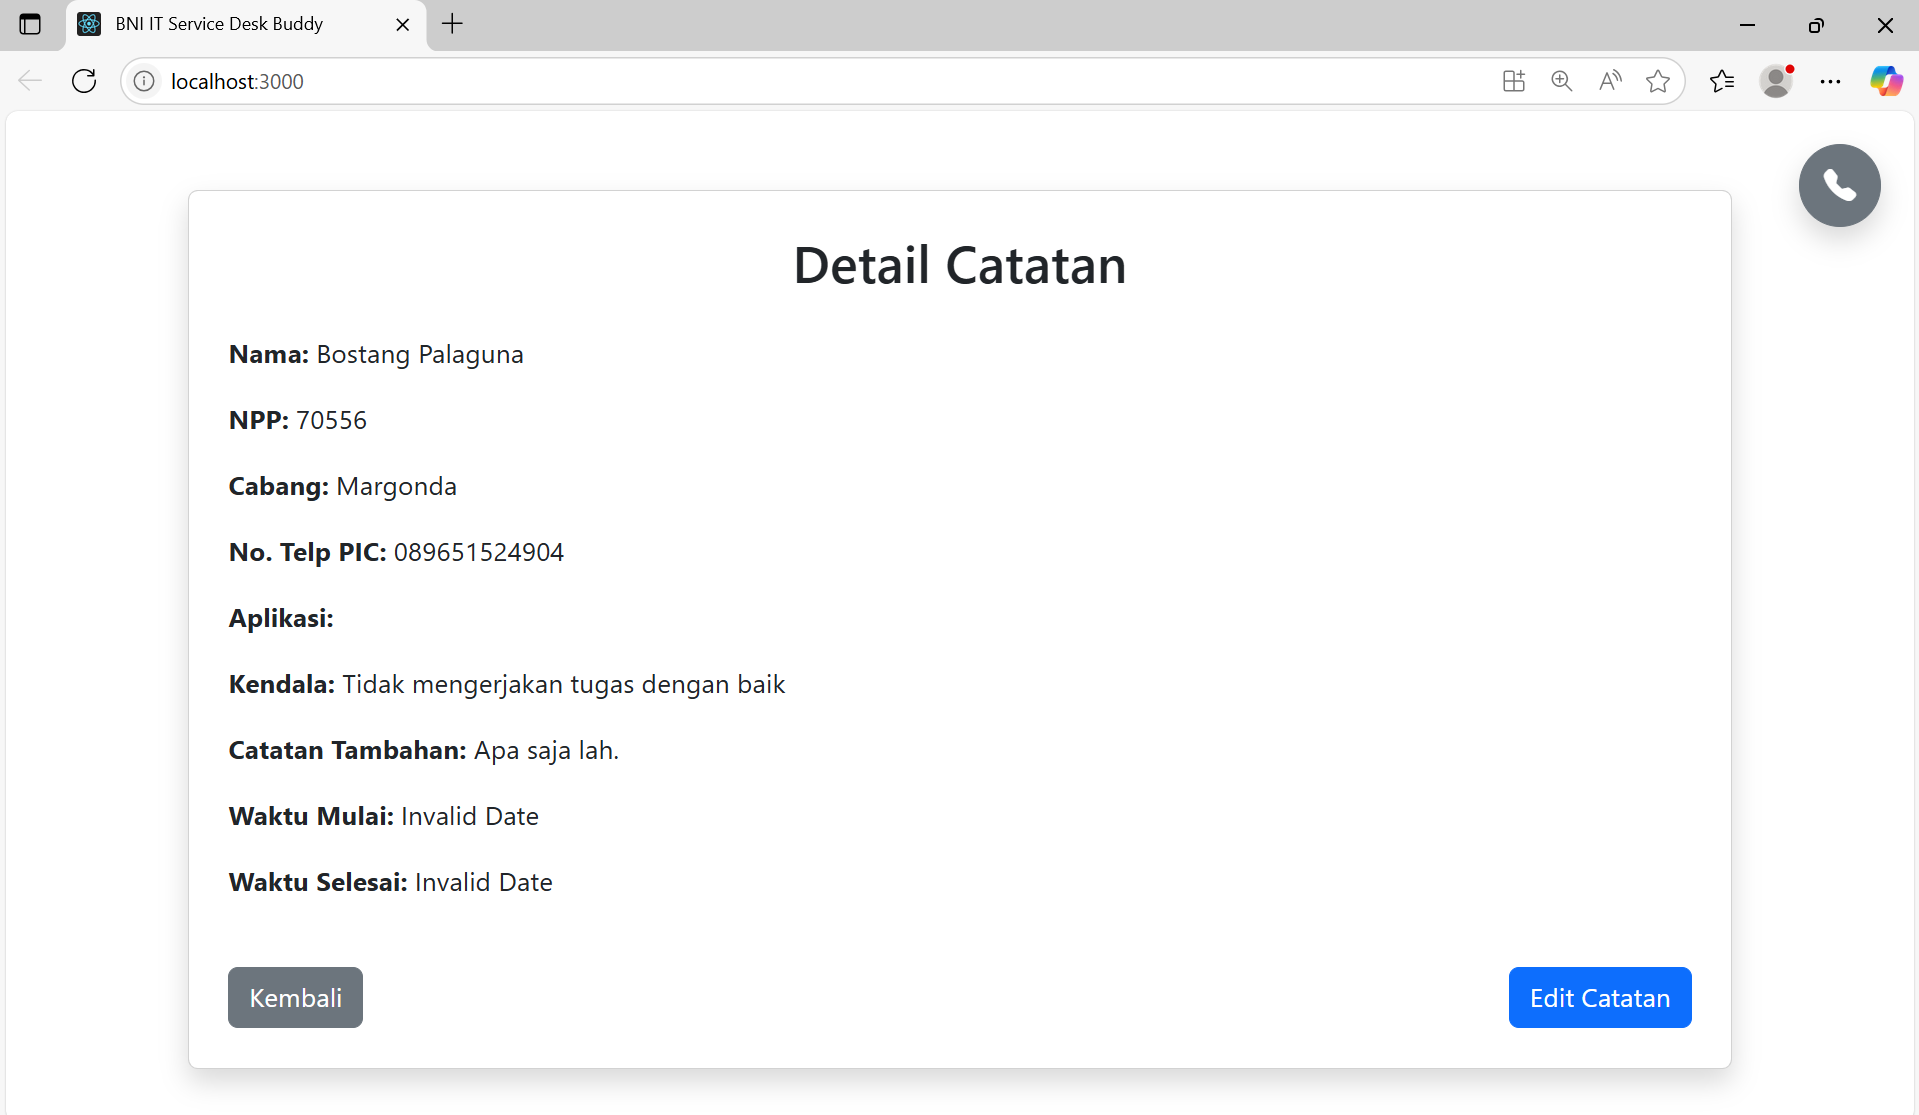 BNI IT Service Desk Buddy
localhost:3000
Detail Catatan
Nama: Bostang Palaguna
NPP: 70556
Cabang: Margonda
No. Telp PIC: 089651524904
Aplikasi:
Kendala: Tidak mengerjakan tugas dengan baik
Catatan Tambahan: Apa saja lah.
Waktu Mulai: Invalid Date
Waktu Selesai: Invalid Date
Kembali
Edit Catatan